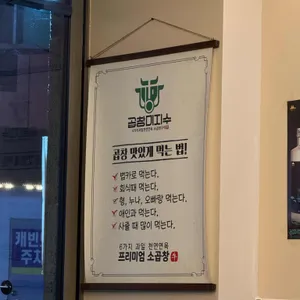 곱창미지수
곱창 맛있게 먹는 법!
법카로 먹는다.
회식때 먹는다.
형, 누나, 오빠랑 먹는다.
애인과 먹는다.
사줄 때 많이 먹는다.
6가지 과일 천연연육
프리미엄 소곱창
캐빈
주차